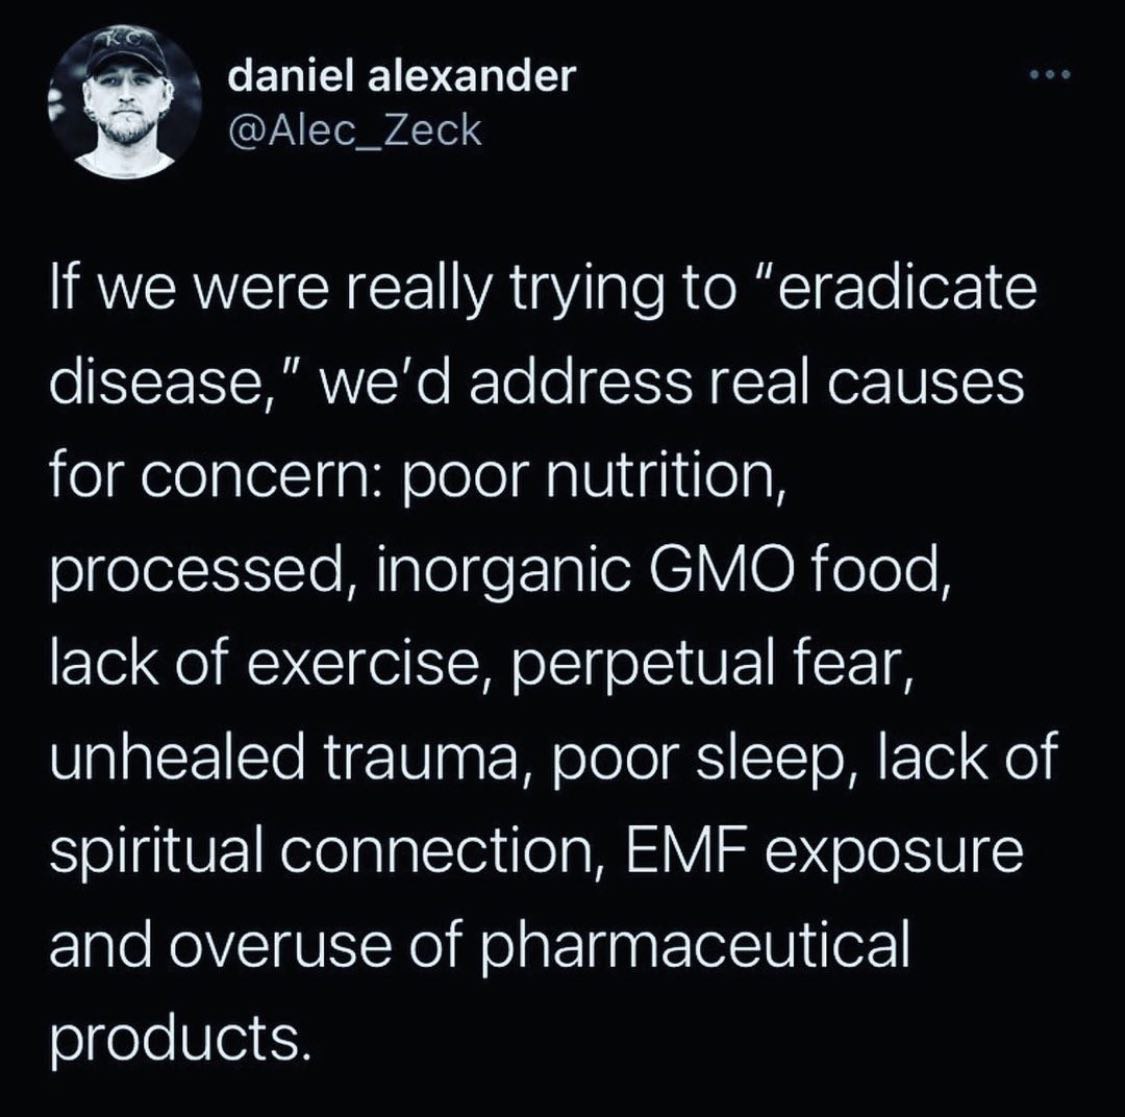 KC
daniel alexander
@Alec_Zeck
If we were really trying to “eradicate
disease,” we’d address real causes
for concern: poor nutrition,
processed, inorganic GMO food,
lack of exercise, perpetual fear,
unhealed trauma, poor sleep, lack of
spiritual connection, EMF exposure
and overuse of pharmaceutical
products.